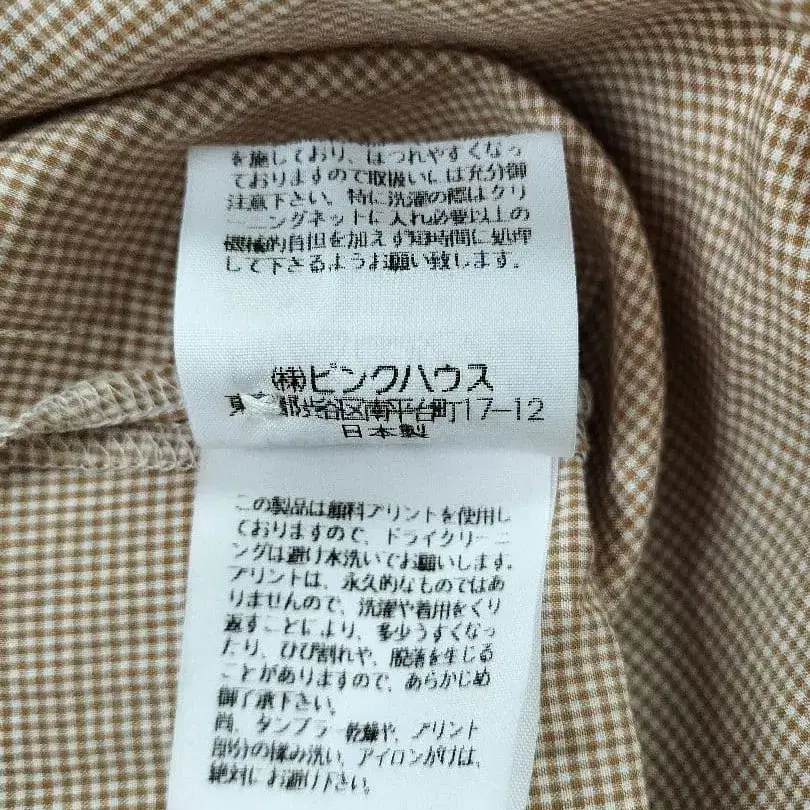 を施しており、ほつれやすくなっ
ておりますので取扱いには充分御
注意下さい。特に洗濯の際はクリ
ーニングネットに入れ必要以上の
機械的負担を加えず短時間に処理
して下さるようお願い致します。
㈱ピンクハウス
東 都渋谷区南平台町17−12
日本製
この製品は顔料プリントを使用し
ておりますので、ドライクリーニ
ングは避け水洗いでお願いします。
プリントは、永久的なものではあ
りませんので、洗濯や着用をくり
返すことにより、多少うすくなっ
たり、ひび割れや、脱落を生じる
ことがありますので、あらかじめ
御了承下さい。
尚、タンブラー乾燥や、プリント
部分の揉み洗い、アイロンがけは、
絶対にお避け下さい。